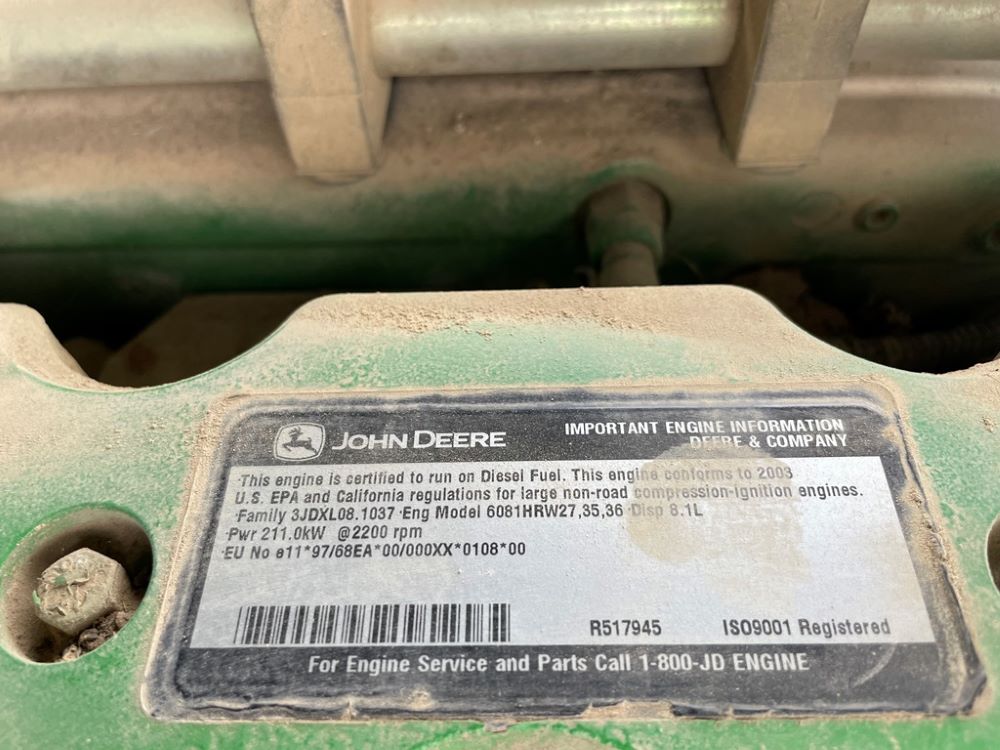 JOHN DEERE
IMPORTANT ENGINE INFORMATION
DEERE & COMPANY
This engine is certified to run on Diesel Fuel. This engine conforms to 2003
U.S. EPA and California regulations for large non-road compression-ignition engines.
Family 3JDXL08.1037 Eng Model 6081HRW27,35,36 Disp 8.1L
Pwr 211.0kW @2200 rpm
EU No e11*97/68EA*00/000XX*0108*00
R517945 ISO9001 Registered
For Engine Service and Parts Call 1-800-JD ENGINE